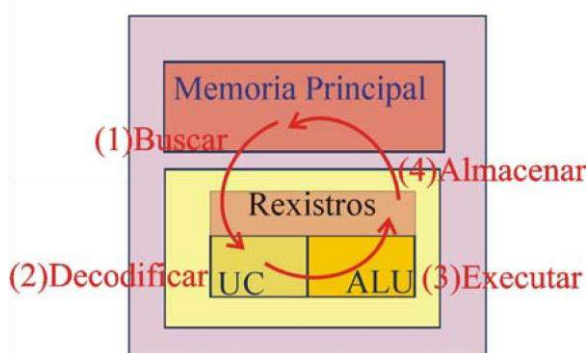 Memoria Principal
(1)Buscar
(4)Almacenar
Rexistros
(2)Decodificar
UC
ALU
(3)Executar